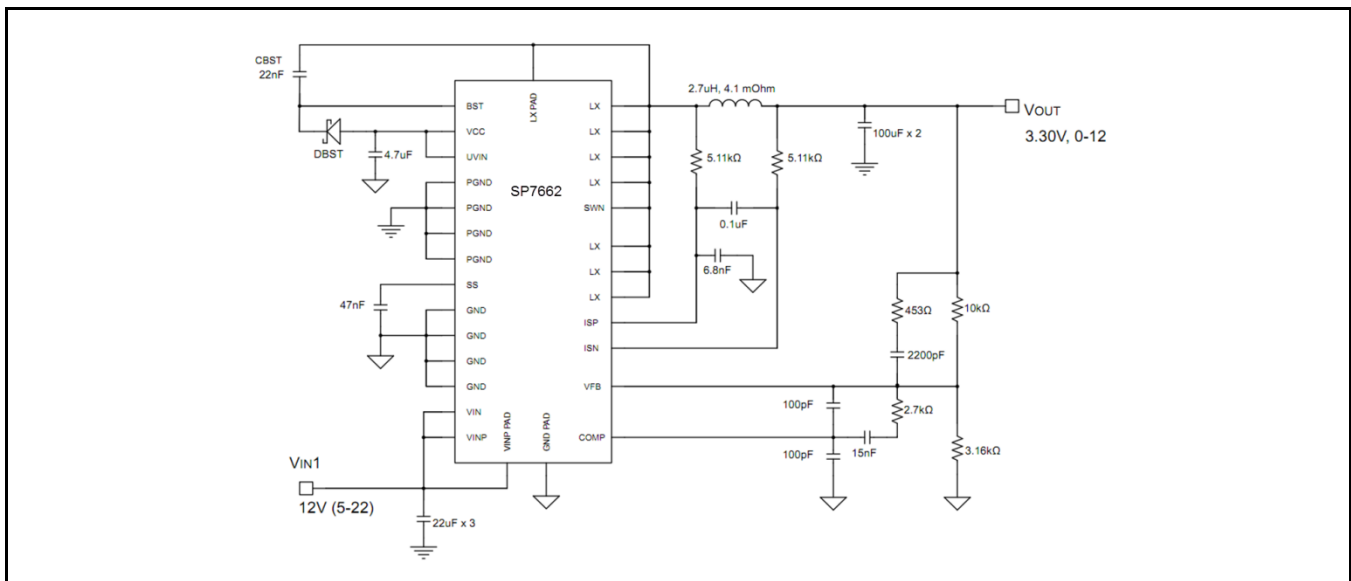 CBST
22nF
2.7uH, 4.1 mOhm
BST
LX PAD
LX
VOUT
3.30V, 0-12
VCC
LX
100uF x 2
DBST
4.7uF
UVIN
LX
5.11kΩ
5.11kΩ
PGND
LX
SP7662
PGND
SWN
0.1uF
PGND
LX
PGND
LX
6.8nF
SS
LX
47nF
GND
ISP
453Ω
10kΩ
GND
ISN
GND
2200pF
GND
VFB
VIN
100pF
2.7kΩ
VINP
VINP PAD
GND PAD
COMP
100pF
15nF
3.16kΩ
VIN1
12V (5-22)
22uF x 3